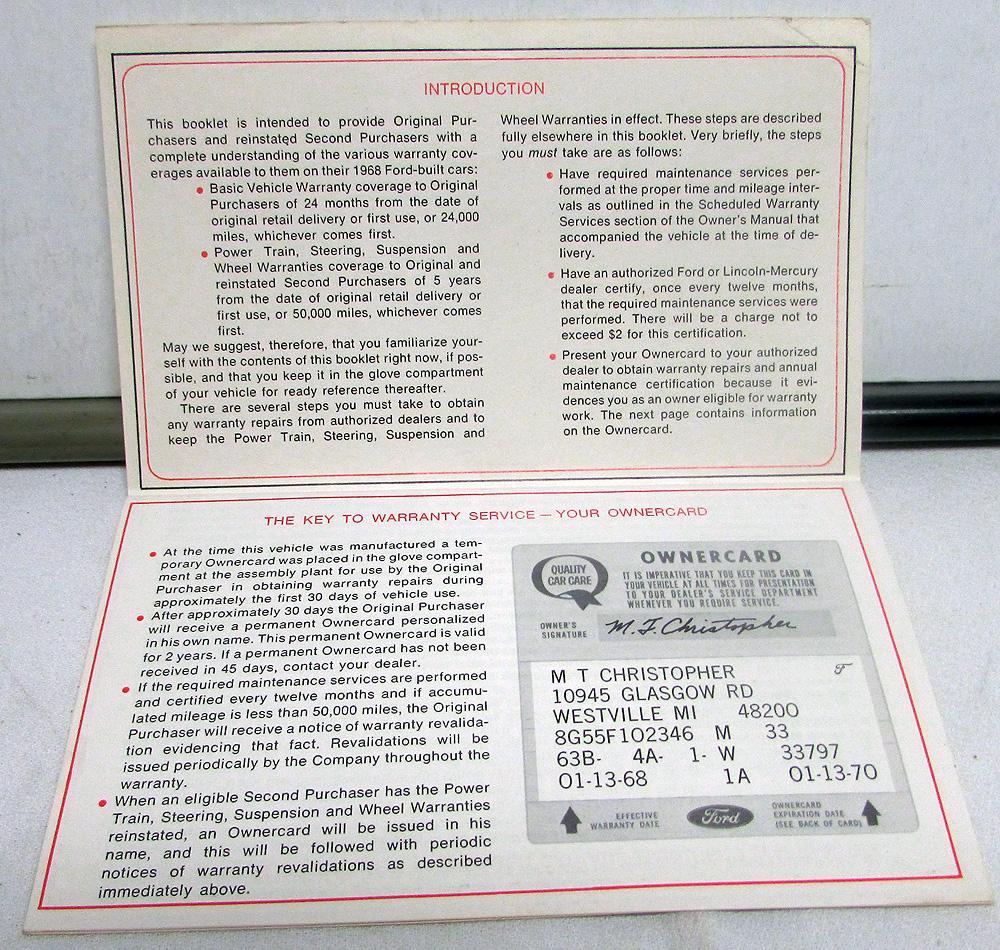 INTRODUCTION
This booklet is intended to provide Original Pur-
chasers and reinstated Second Purchasers with a
complete understanding of the various warranty cov-
erages available to them on their 1968 Ford-built cars:
• Basic Vehicle Warranty coverage to Original
Purchasers of 24 months from the date of
original retail delivery or first use, or 24,000
miles, whichever comes first.
• Power Train, Steering, Suspension and
Wheel Warranties coverage to Original and
reinstated Second Purchasers of 5 years
from the date of original retail delivery or
first use, or 50,000 miles, whichever comes
first.
May we suggest, therefore, that you familiarize your-
self with the contents of this booklet right now, if pos-
sible, and that you keep it in the glove compartment
of your vehicle for ready reference thereafter.
There are several steps you must take to obtain
any warranty repairs from authorized dealers and to
keep the Power Train, Steering, Suspension and
Wheel Warranties in effect. These steps are described
fully elsewhere in this booklet. Very briefly, the steps
you must take are as follows:
• Have required maintenance services per-
formed at the proper time and mileage inter-
vals as outlined in the Scheduled Warranty
Services section of the Owner's Manual that
accompanied the vehicle at the time of de-
livery.
• Have an authorized Ford or Lincoln-Mercury
dealer certify, once every twelve months,
that the required maintenance services were
performed. There will be a charge not to
exceed $2 for this certification.
• Present your Ownercard to your authorized
dealer to obtain warranty repairs and annual
maintenance certification because it evi-
dences you as an owner eligible for warranty
work. The next page contains information
on the Ownercard.
THE KEY TO WARRANTY SERVICE — YOUR OWNERCARD
• At the time this vehicle was manufactured a tem-
porary Ownercard was placed in the glove compart-
ment at the assembly plant for use by the Original
Purchaser in obtaining warranty repairs during
approximately the first 30 days of vehicle use.
• After approximately 30 days the Original Purchaser
will receive a permanent Ownercard personalized
in his own name. This permanent Ownercard is valid
for 2 years. If a permanent Ownercard has not been
received in 45 days, contact your dealer.
• If the required maintenance services are performed
and certified every twelve months and if accumu-
lated mileage is less than 50,000 miles, the Original
Purchaser will receive a notice of warranty revalida-
tion evidencing that fact. Revalidations will be
issued periodically by the Company throughout the
warranty.
• When an eligible Second Purchaser has the Power
Train, Steering, Suspension and Wheel Warranties
reinstated, an Ownercard will be issued in his
name, and this will be followed with periodic
notices of warranty revalidations as described
immediately above.
QUALITY
CAR CARE
OWNERCARD
IT IS IMPERATIVE THAT YOU KEEP THIS CARD IN
YOUR VEHICLE AT ALL TIMES FOR PRESENTATION
TO YOUR DEALER'S SERVICE DEPARTMENT
WHENEVER YOU REQUIRE SERVICE.
OWNER'S
SIGNATURE
M. T. Christopher
M T CHRISTOPHER F
10945 GLASGOW RD
WESTVILLE MI 48200
8G55F102346 M 33
63B- 4A- 1- W 33797
01-13-68 1A 01-13-70
EFFECTIVE
WARRANTY DATE
Ford
OWNERCARD
EXPIRATION DATE
(SEE BACK OF CARD)